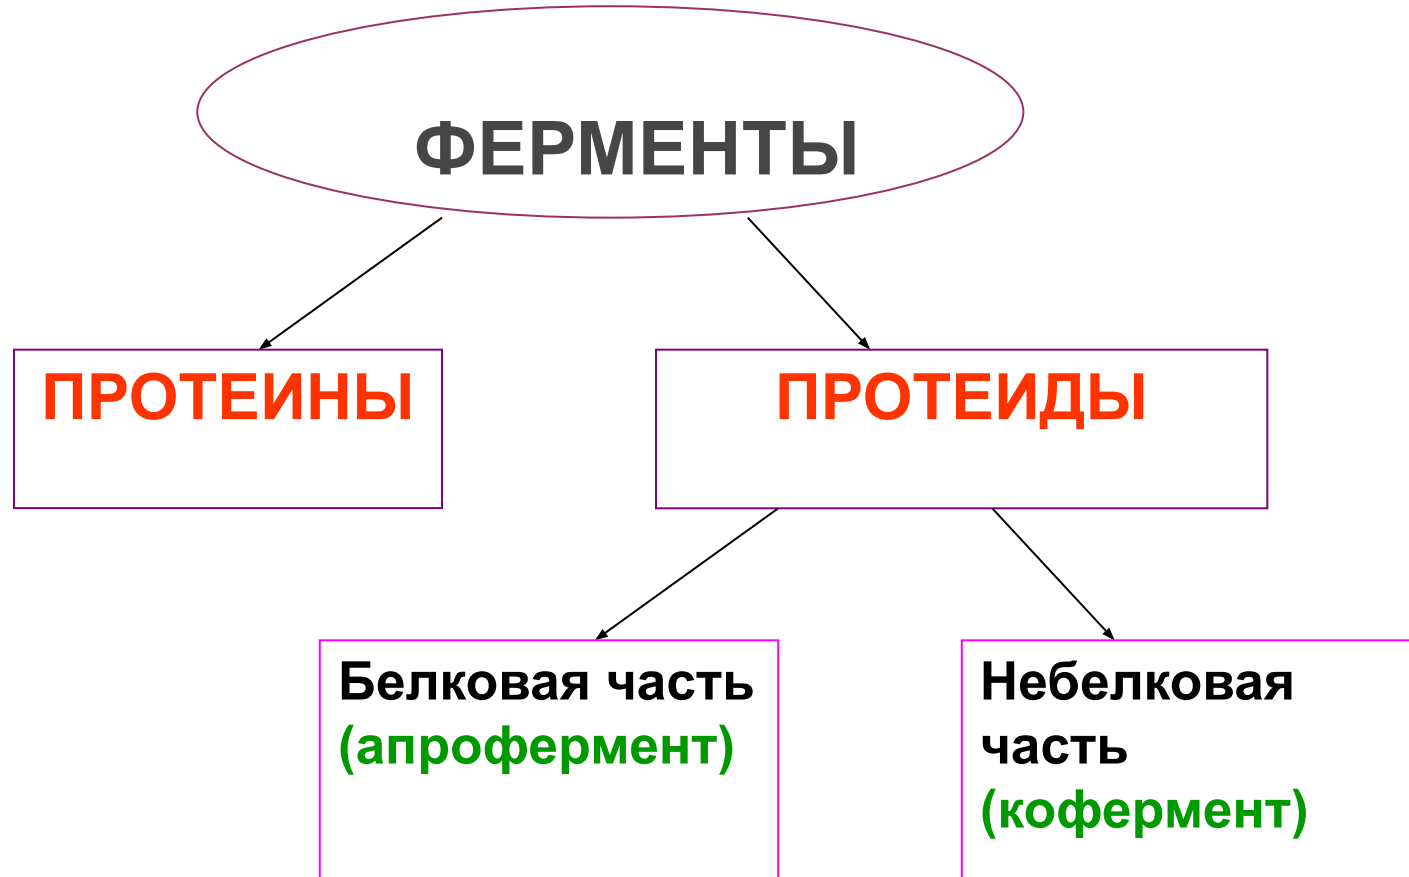 ФЕРМЕНТЫ
ПРОТЕИНЫ
ПРОТЕИДЫ
Белковая часть
(апрофермент)
Небелковая
часть
(кофермент)